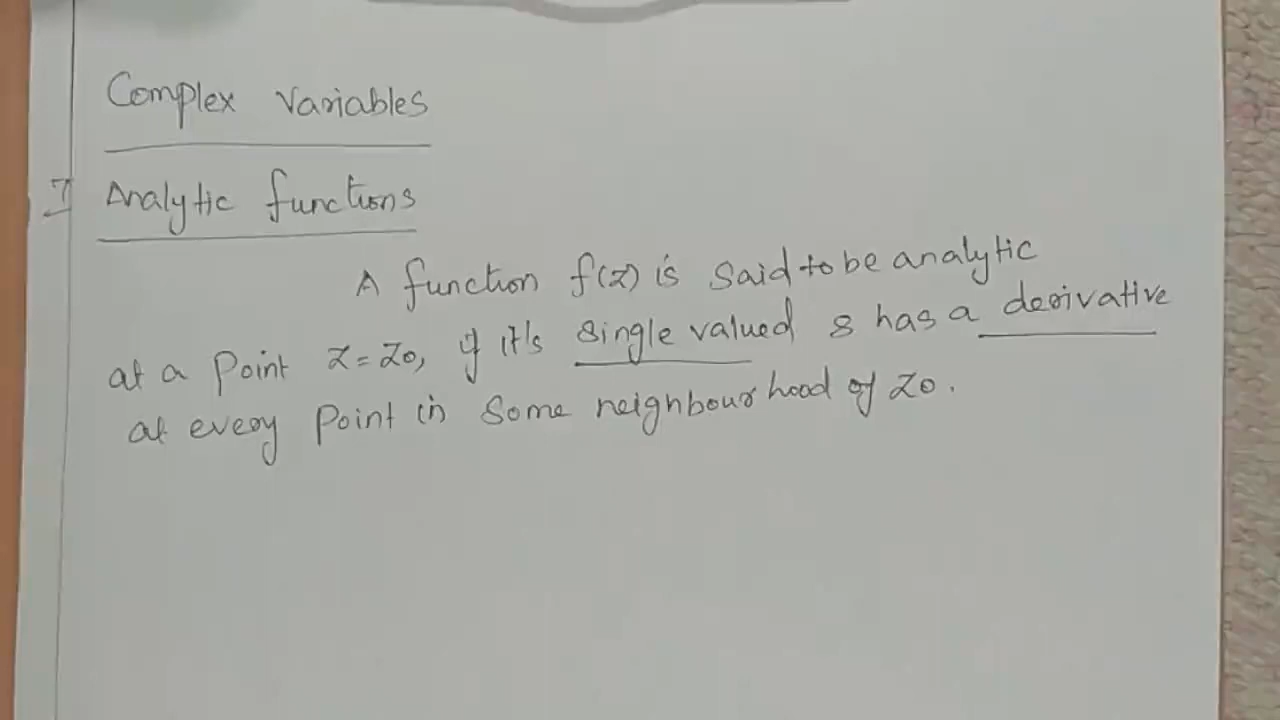 Complex Variables
I Analytic functions
A function f(z) is said to be analytic
at a point z = z0, if it's single valued & has a derivative
at every point in some neighbourhood of z0.